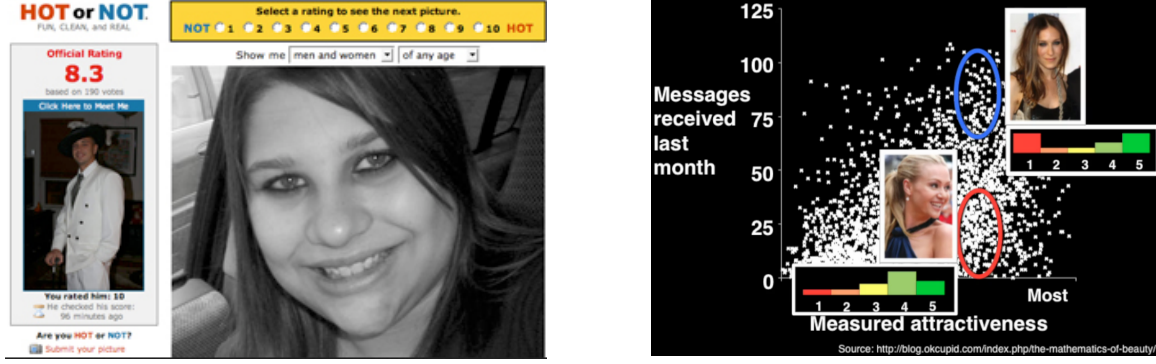 HOT or NOT.
FUN, CLEAN, and REAL
Select a rating to see the next picture.
NOT 1 2 3 4 5 6 7 8 9 10 HOT
Show me men and women of any age
Official Rating
8.3
based on 190 votes
Click Here to Meet Me
You rated him: 10
He checked his score:
96 minutes ago
Are you HOT or NOT?
Submit your picture
125
100
75
50
25
0
Messages
received
last
month
1 2 3 4 5
1 2 3 4 5
Most
Measured attractiveness
Source: http://blog.okcupid.com/index.php/the-mathematics-of-beauty/